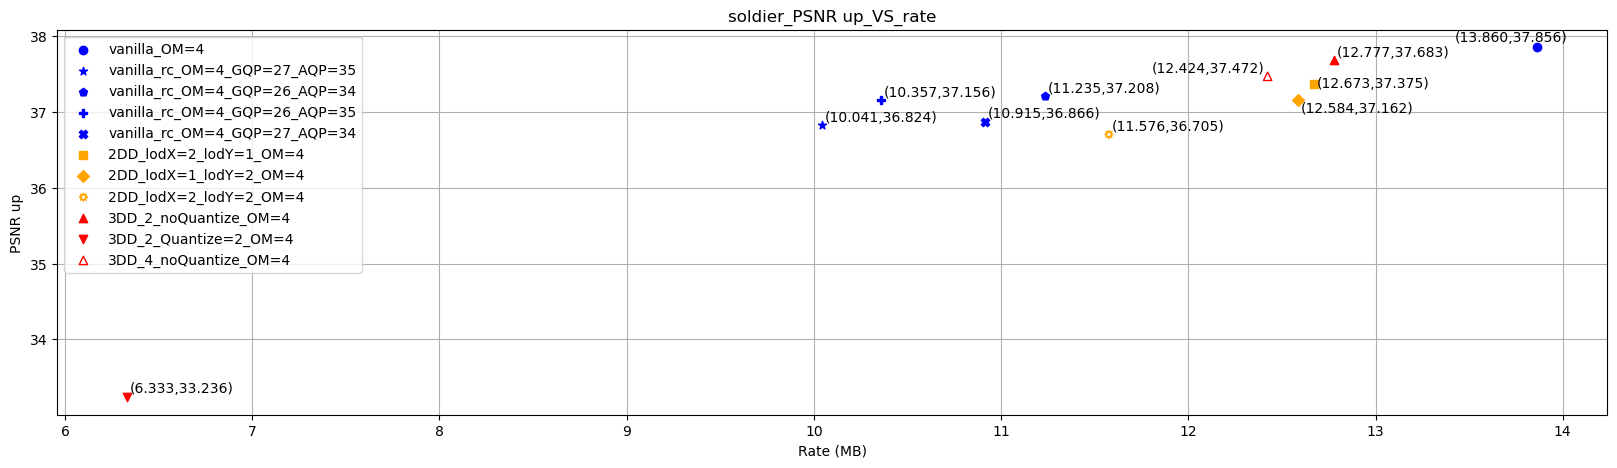 soldier_PSNR up_VS_rate
PSNR up
38
37
36
35
34
vanilla_OM=4
vanilla_rc_OM=4_GQP=27_AQP=35
vanilla_rc_OM=4_GQP=26_AQP=34
vanilla_rc_OM=4_GQP=26_AQP=35
vanilla_rc_OM=4_GQP=27_AQP=34
2DD_lodX=2_lodY=1_OM=4
2DD_lodX=1_lodY=2_OM=4
2DD_lodX=2_lodY=2_OM=4
3DD_2_noQuantize_OM=4
3DD_2_Quantize=2_OM=4
3DD_4_noQuantize_OM=4
(13.860,37.856)
(12.777,37.683)
(12.424,37.472)
(12.673,37.375)
(12.584,37.162)
(11.235,37.208)
(10.357,37.156)
(10.915,36.866)
(10.041,36.824)
(11.576,36.705)
(6.333,33.236)
6 7 8 9 10 11 12 13 14
Rate (MB)